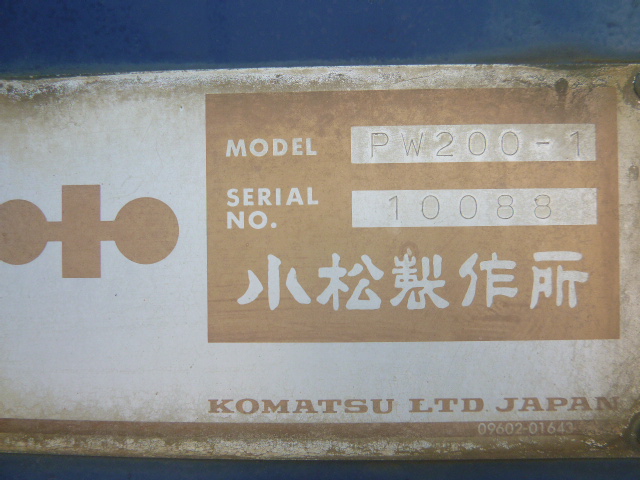 MODEL PW200-1
SERIAL NO. 10088
小松製作所
KOMATSU LTD JAPAN
09602-01643